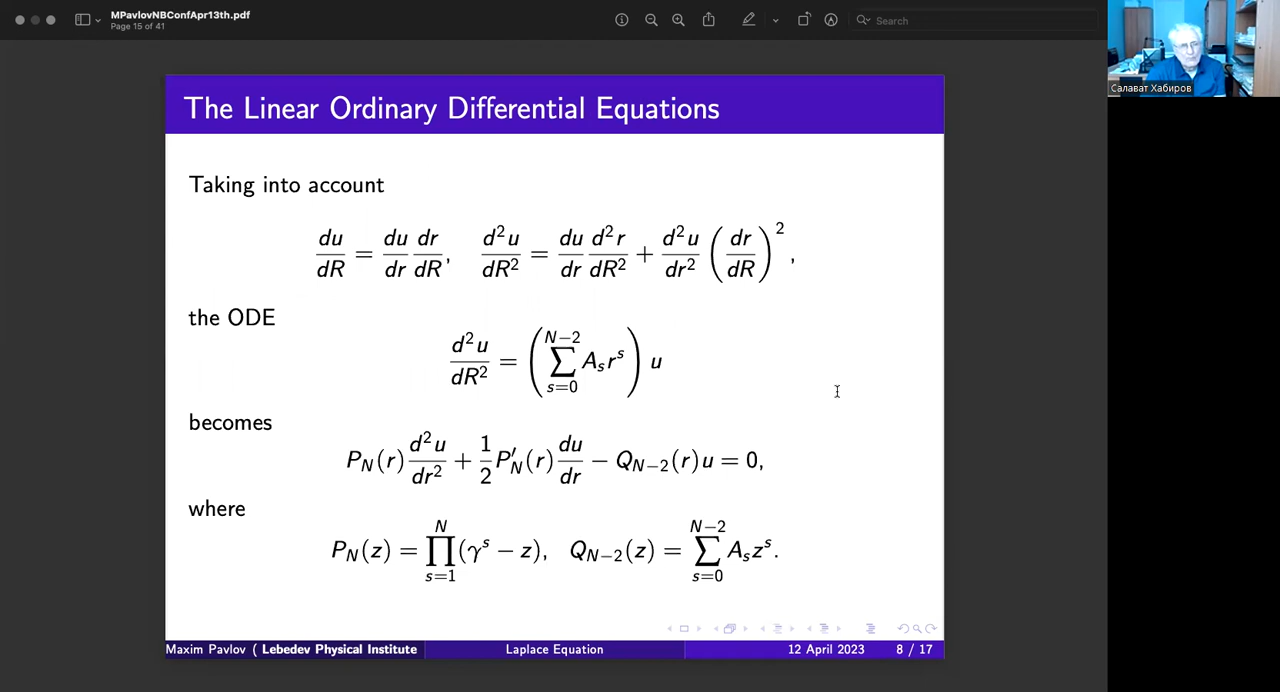 MPavlovNBConfApr13th.pdf
Page 15 of 41
Search
Салават Хабиров
The Linear Ordinary Differential Equations
Taking into account
du/dR = du/dr dr/dR, d²u/dR² = du/dr d²r/dR² + d²u/dr² (dr/dR)²,
the ODE
d²u/dR² = (∑_{s=0}^{N−2} A_s r^s) u
becomes
P_N(r) d²u/dr² + 1/2 P′_N(r) du/dr − Q_{N−2}(r)u = 0,
where
P_N(z) = ∏_{s=1}^{N} (γ^s − z), Q_{N−2}(z) = ∑_{s=0}^{N−2} A_s z^s.
Maxim Pavlov ( Lebedev Physical Institute
Laplace Equation
12 April 2023
8 / 17